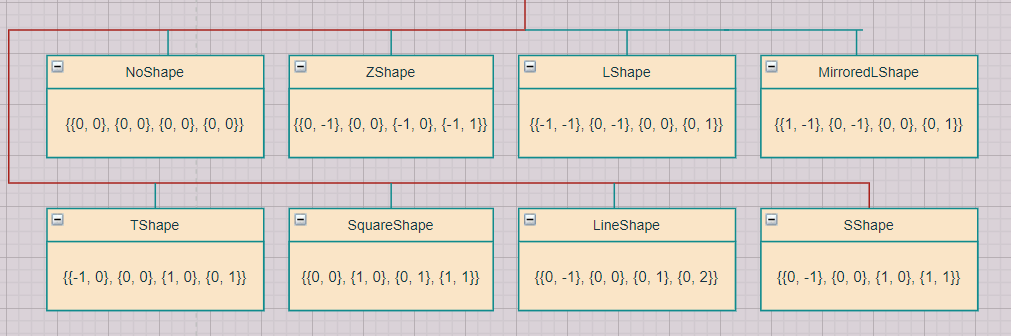 NoShape
ZShape
LShape
MirroredLShape
{{0, 0}, {0, 0}, {0, 0}, {0, 0}}
{{0, -1}, {0, 0}, {-1, 0}, {-1, 1}}
{{-1, -1}, {0, -1}, {0, 0}, {0, 1}}
{{1, -1}, {0, -1}, {0, 0}, {0, 1}}
TShape
SquareShape
LineShape
SShape
{{-1, 0}, {0, 0}, {1, 0}, {0, 1}}
{{0, 0}, {1, 0}, {0, 1}, {1, 1}}
{{0, -1}, {0, 0}, {0, 1}, {0, 2}}
{{0, -1}, {0, 0}, {1, 0}, {1, 1}}